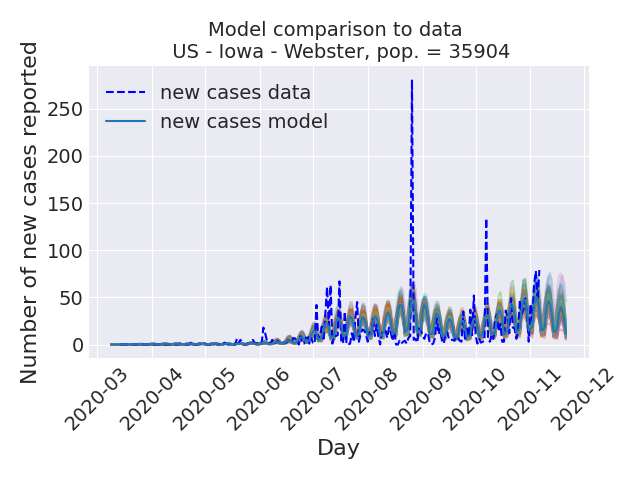 Model comparison to data
US - Iowa - Webster, pop. = 35904
new cases data
new cases model
Number of new cases reported
250
200
150
100
50
0
2020-03
2020-04
2020-05
2020-06
2020-07
2020-08
2020-09
2020-10
2020-11
2020-12
Day